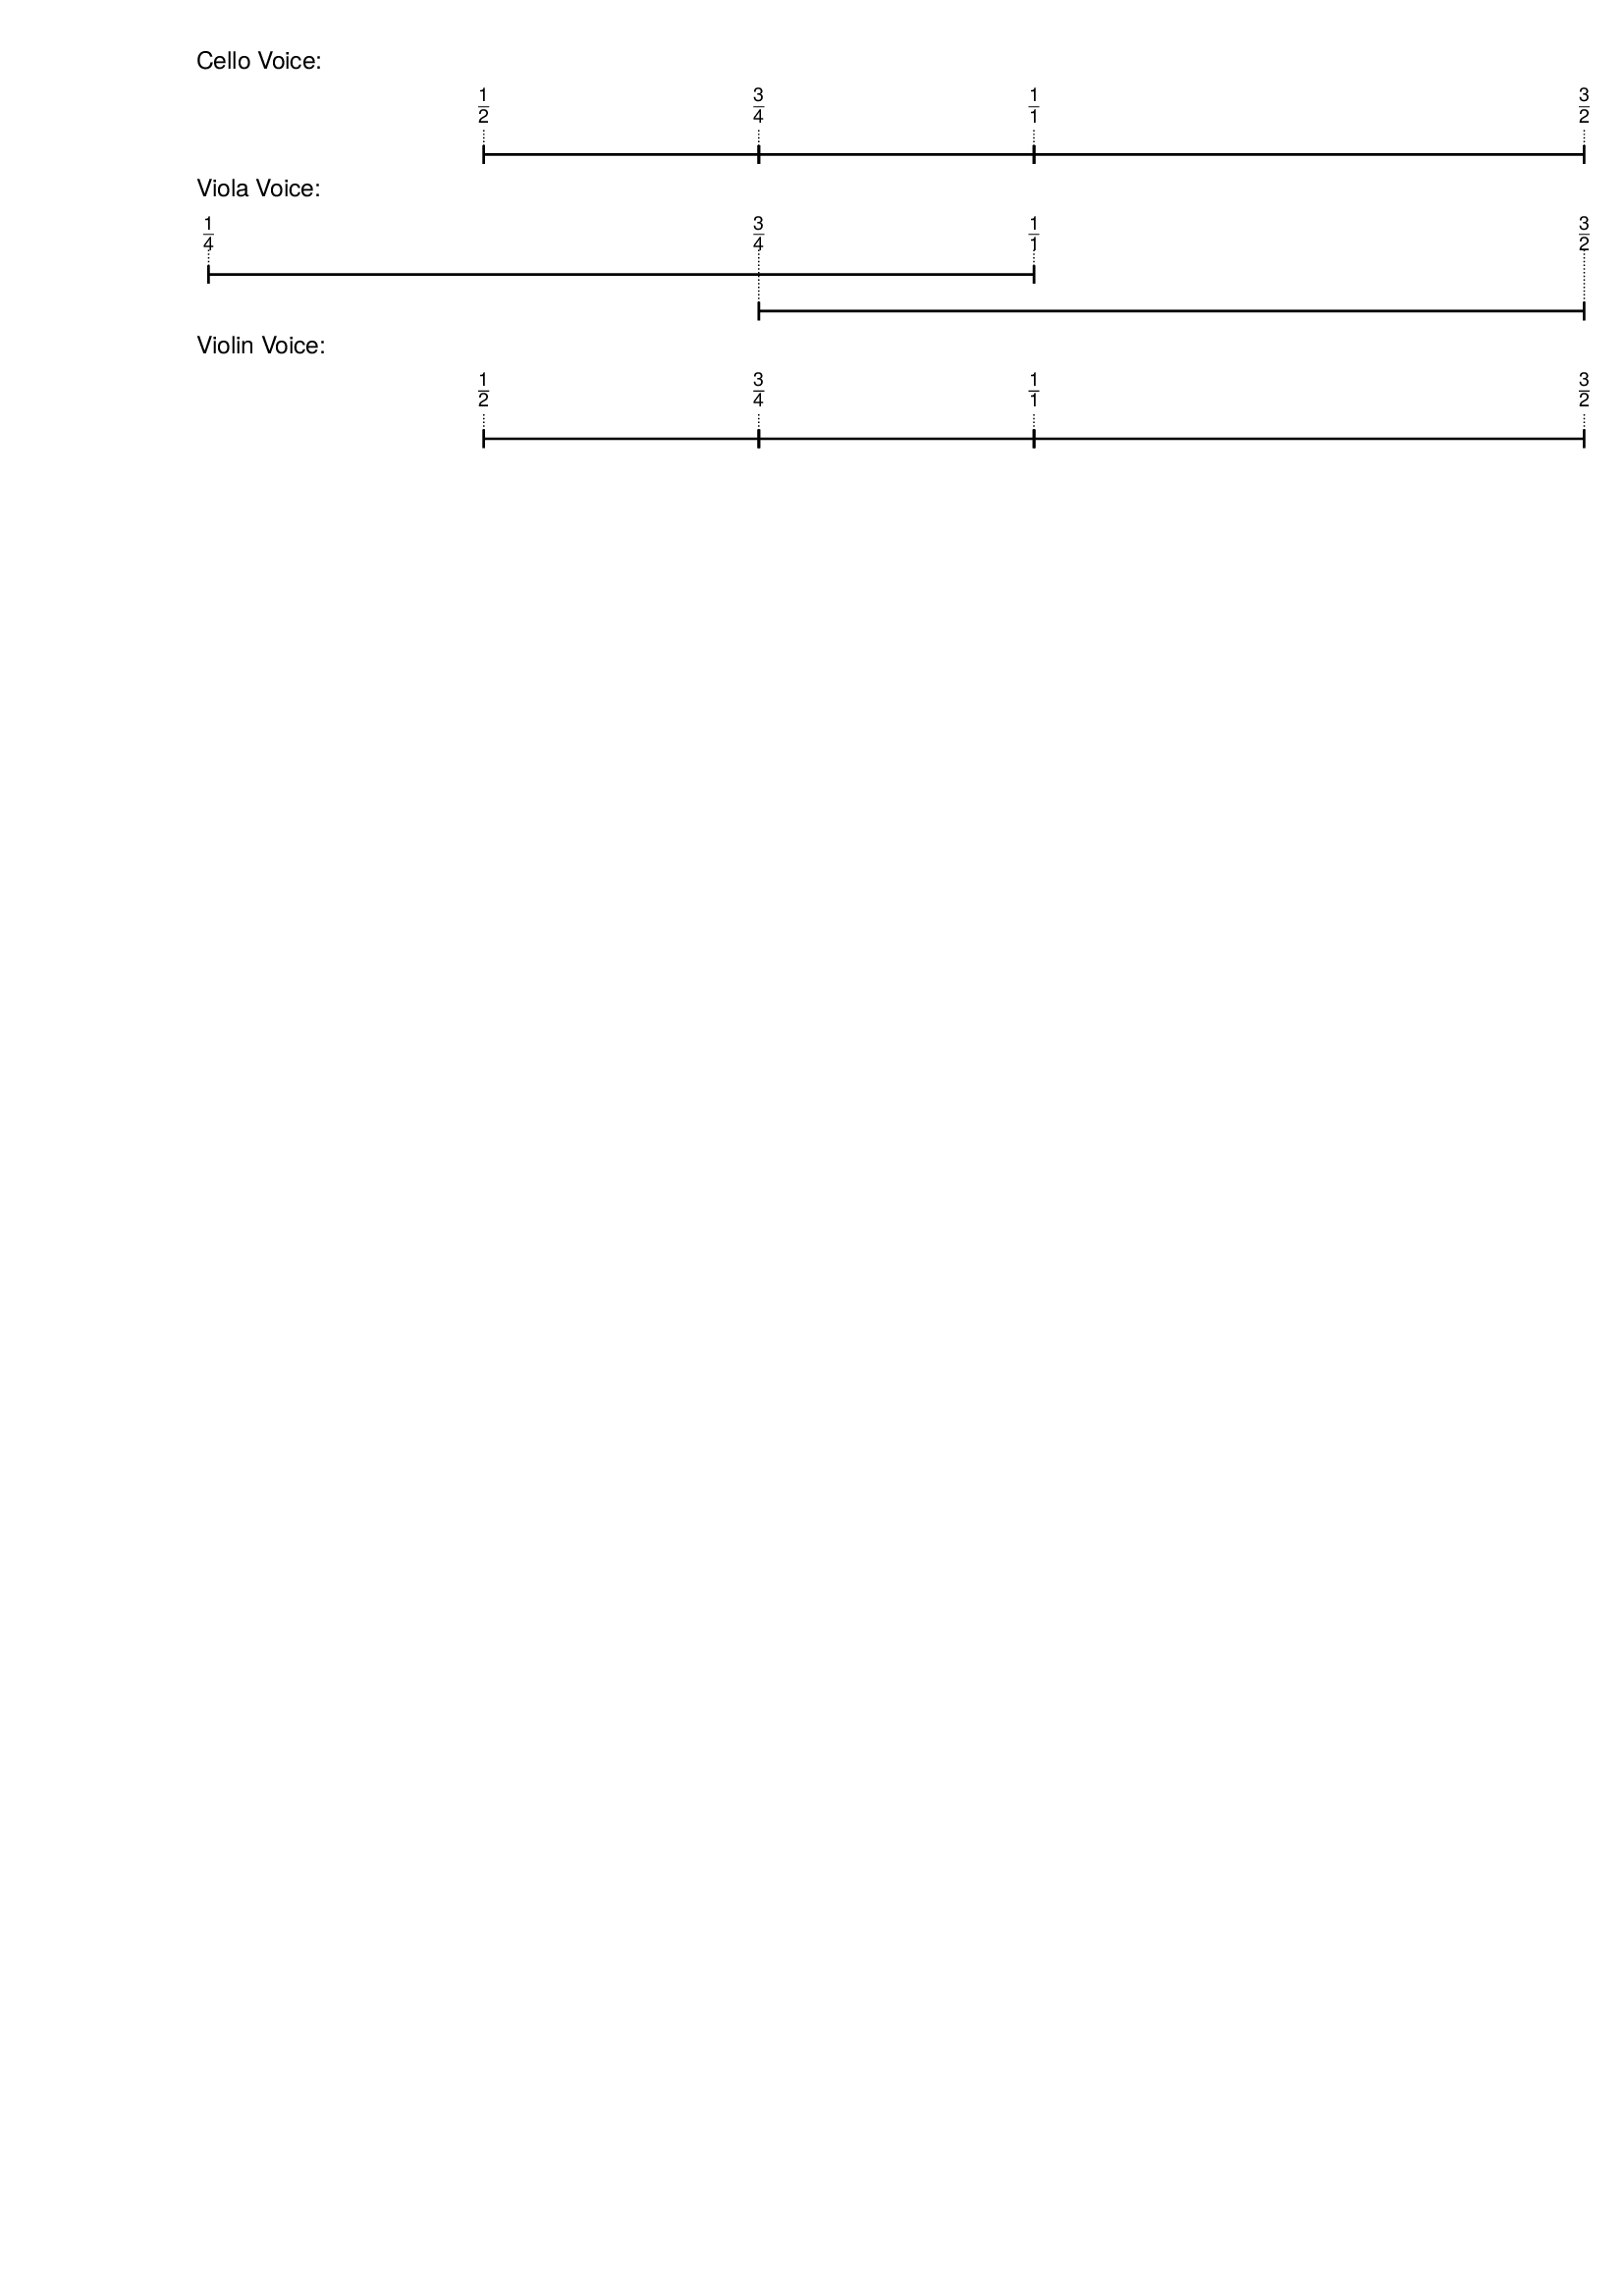 Cello Voice:
1/2 3/4 1/1 3/2
Viola Voice:
1/4 3/4 1/1 3/2
Violin Voice:
1/2 3/4 1/1 3/2